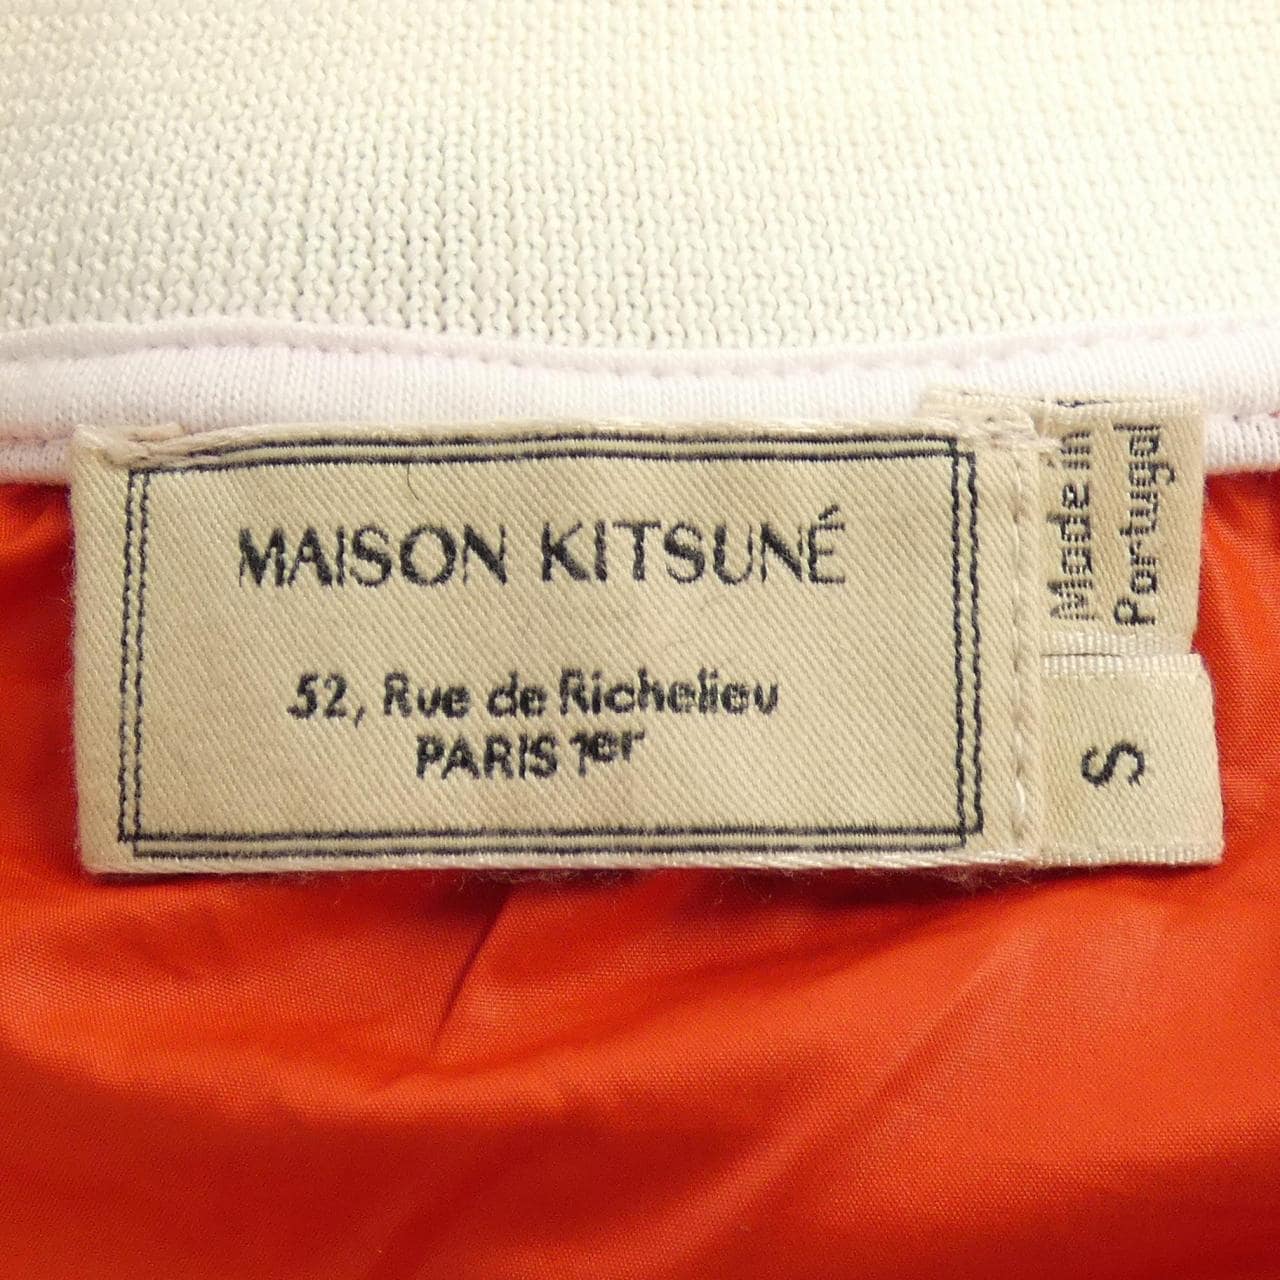 MAISON KITSUNÉ
52, Rue de Richelieu
PARIS 1er
Made in
Portugal
S